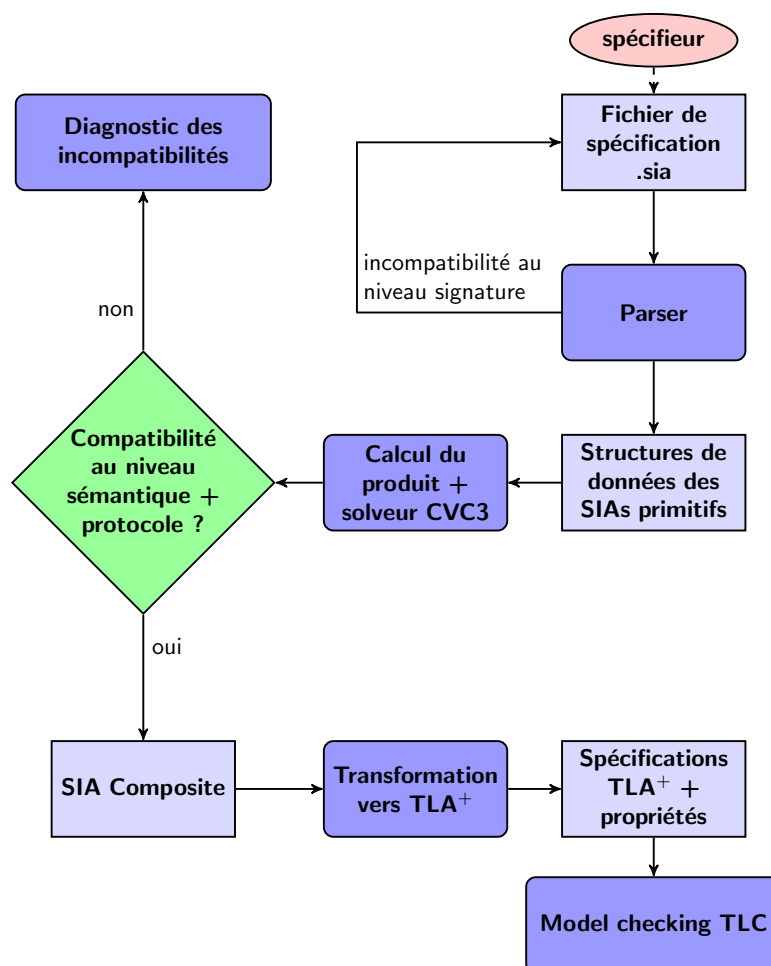 spécifieur
Fichier de
spécification
.sia
Diagnostic des
incompatibilités
incompatibilité au
niveau signature
Parser
non
Compatibilité
au niveau
sémantique +
protocole ?
Calcul du
produit +
solveur CVC3
Structures de
données des
SIAs primitifs
oui
SIA Composite
Transformation
vers TLA⁺
Spécifications
TLA⁺ +
propriétés
Model checking TLC